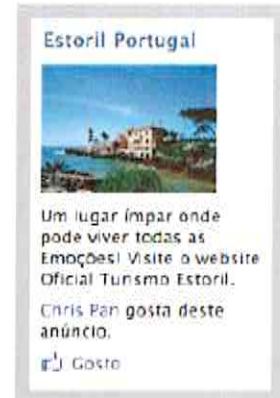 Estoril Portugal
Um lugar ímpar onde
pode viver todas as
Emoções! Visite o website
Oficial Turismo Estoril.
Chris Pan gosta deste
anúncio.
Gosto